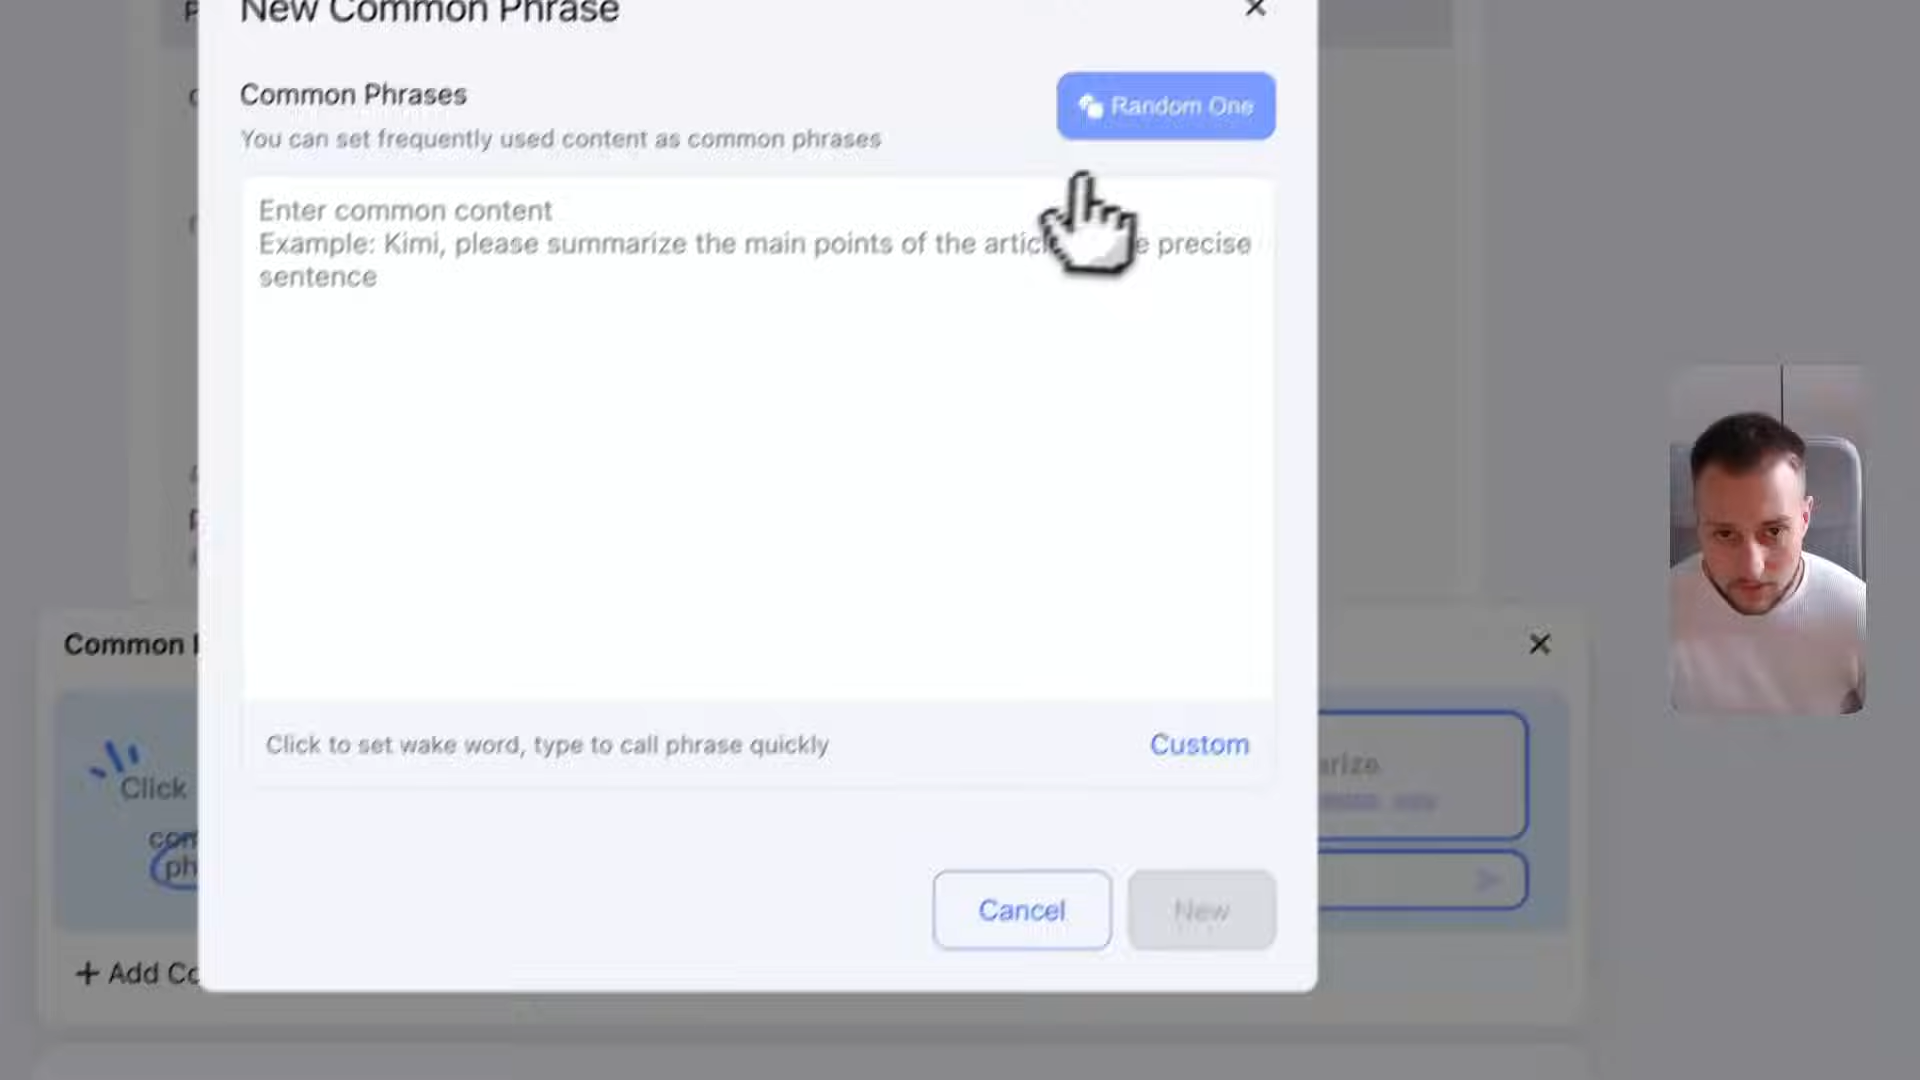 New Common Phrase
Common Phrases
Random One
You can set frequently used content as common phrases
Enter common content
Example: Kimi, please summarize the main points of the e precise
sentence
Click to set wake word, type to call phrase quickly
Custom
Cancel
New
Common
Click
+ Add